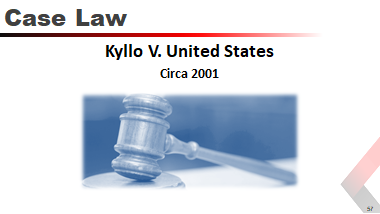 Case Law
Kyllo V. United States
Circa 2001
57